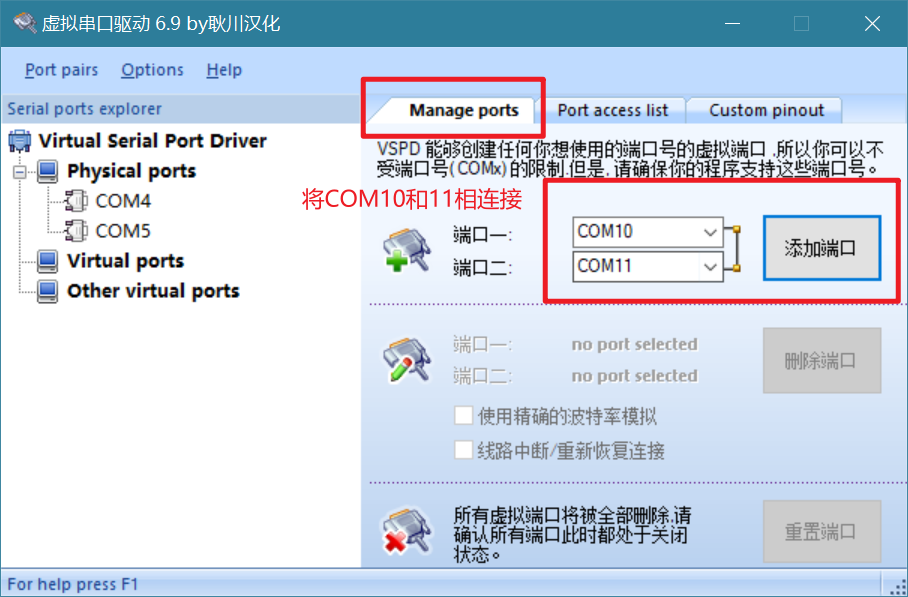 虚拟串口驱动 6.9 by耿川汉化
Port pairs Options Help
Serial ports explorer
Virtual Serial Port Driver
Physical ports
COM4
COM5
Virtual ports
Other virtual ports
Manage ports Port access list Custom pinout
VSPD 能够创建任何你想使用的端口号的虚拟端口 .所以你可以不
受端口号( COMx) 的限制.但是, 请确保你的程序支持这些端口号。
将COM10和11相连接
端口一: COM10
端口二: COM11
添加端口
端口一: no port selected
端口二: no port selected
删除端口
使用精确的波特率模拟
线路中断/重新恢复连接
所有虚拟端口将被全部删除.请
确认所有端口此时都处于关闭
状态。
重置端口
For help press F1